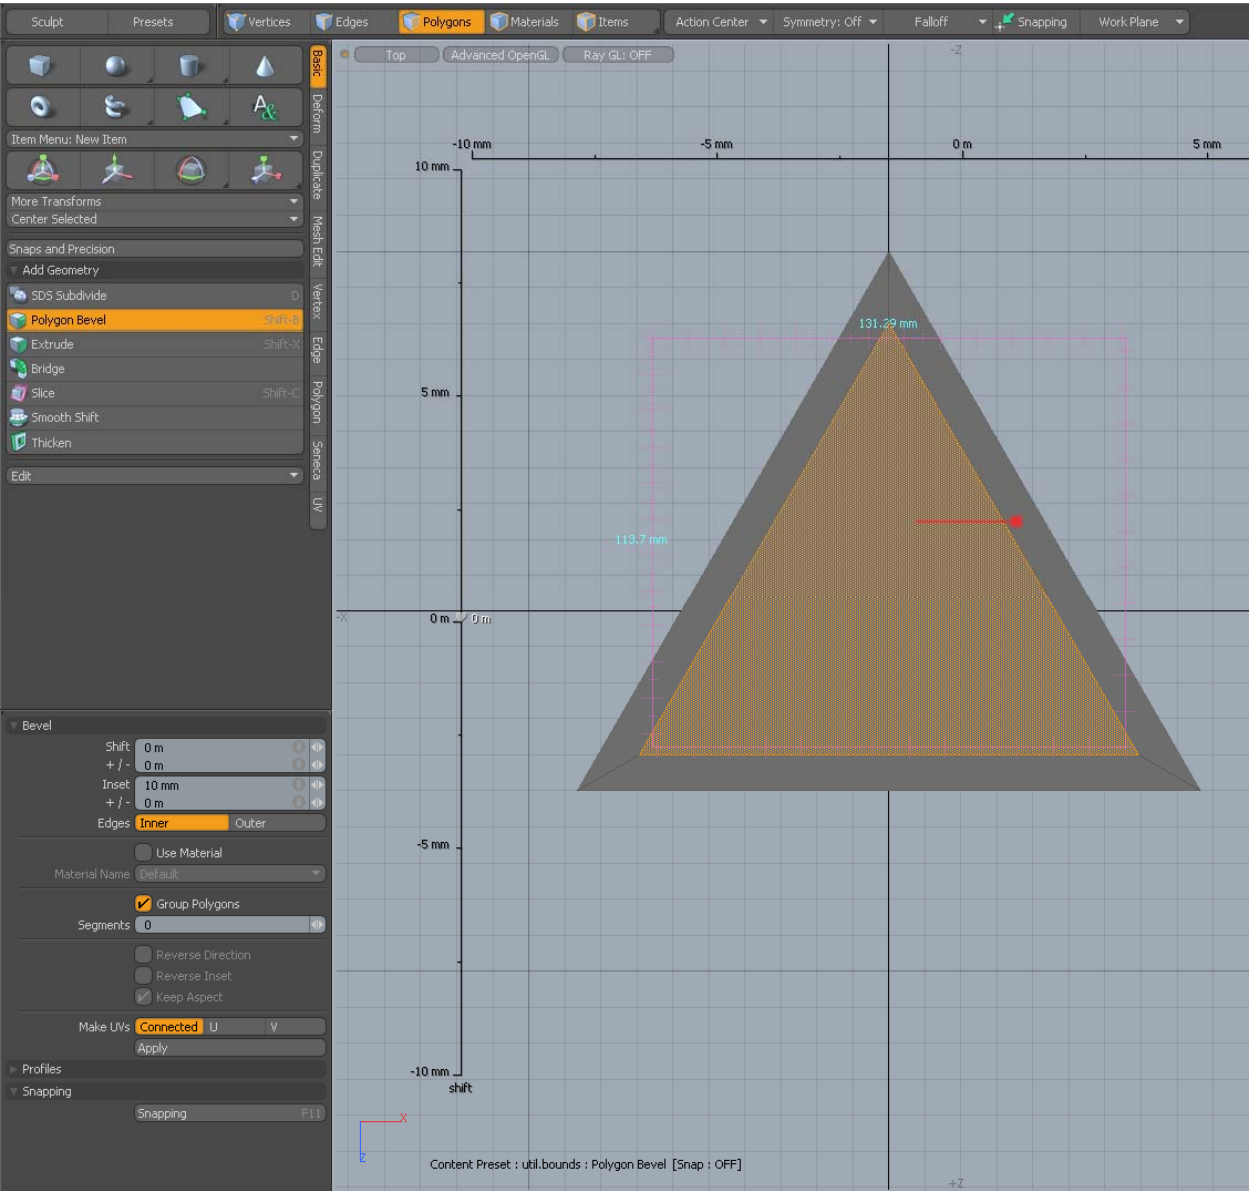 Sculpt Presets Vertices Edges Polygons Materials Items Action Center Symmetry: Off Falloff Snapping Work Plane
Top Advanced OpenGL Ray GL: OFF
-Z
Basic
Deform
Duplicate
Mesh Edit
Vertex
Edge
Polygon
Seneca
UV
A&
Item Menu: New Item
More Transforms
Center Selected
Snaps and Precision
Add Geometry
SDS Subdivide D
Polygon Bevel Shift-B
Extrude Shift-X
Bridge
Slice Shift-C
Smooth Shift
Thicken
Edit
-10 mm -5 mm 0 m 5 mm
10 mm
131.29 mm
5 mm
113.7 mm
-X
0 m 0 m
-5 mm
-10 mm
shift
Bevel
Shift 0 m
+ / - 0 m
Inset 10 mm
+ / - 0 m
Edges Inner Outer
Use Material
Material Name Default
Group Polygons
Segments 0
Reverse Direction
Reverse Inset
Keep Aspect
Make UVs Connected U V
Apply
Profiles
Snapping
Snapping F11
X
Z
Content Preset : util.bounds : Polygon Bevel [Snap : OFF]
+Z